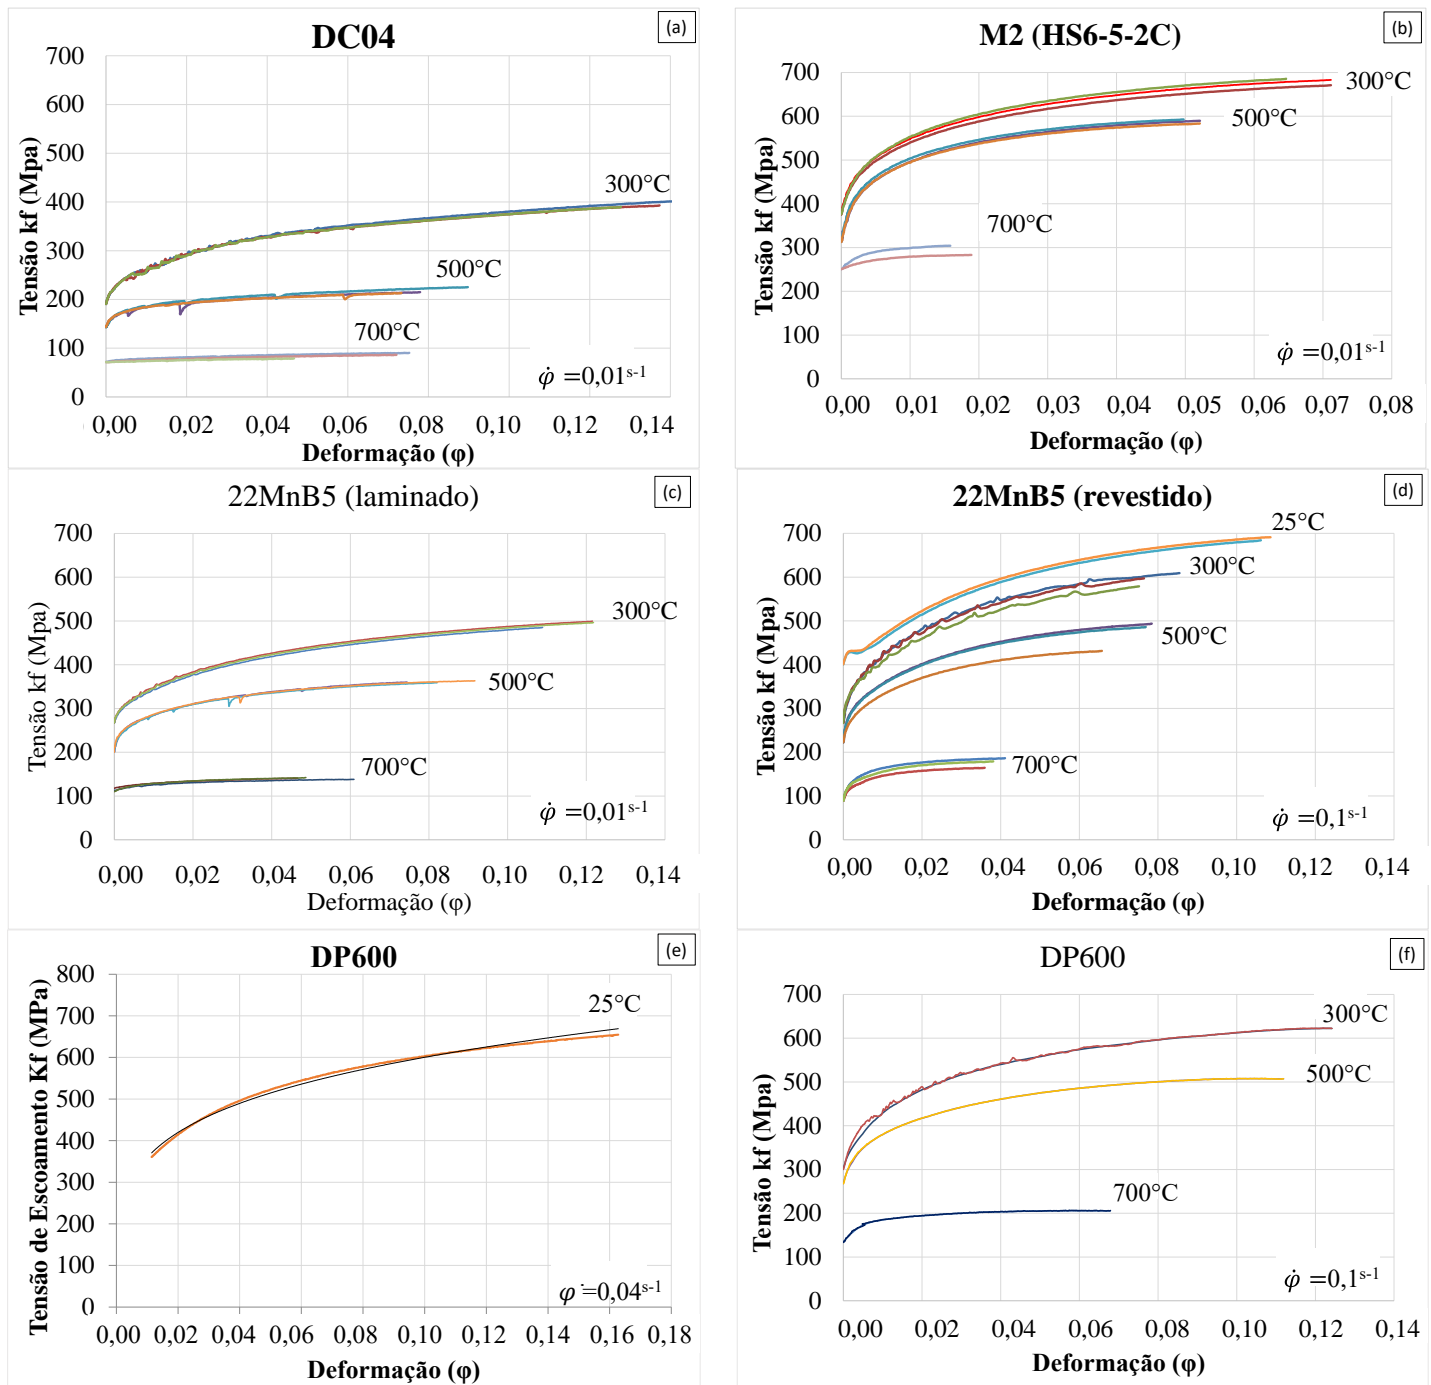 DC04
(a)
700
600
500
400
300
200
100
0
Tensão kf (Mpa)
300°C
500°C
700°C
φ̇ =0,01s-1
0,00 0,02 0,04 0,06 0,08 0,10 0,12 0,14
Deformação (φ)
M2 (HS6-5-2C)
(b)
700
600
500
400
300
200
100
0
Tensão kf (Mpa)
300°C
500°C
700°C
φ̇ =0,01s-1
0,00 0,01 0,02 0,03 0,04 0,05 0,06 0,07 0,08
Deformação (φ)
22MnB5 (laminado)
(c)
700
600
500
400
300
200
100
0
Tensão kf (Mpa)
300°C
500°C
700°C
φ̇ =0,01s-1
0,00 0,02 0,04 0,06 0,08 0,10 0,12 0,14
Deformação (φ)
22MnB5 (revestido)
(d)
700
600
500
400
300
200
100
0
Tensão kf (Mpa)
25°C
300°C
500°C
700°C
φ̇ =0,1s-1
0,00 0,02 0,04 0,06 0,08 0,10 0,12 0,14
Deformação (φ)
DP600
(e)
800
700
600
500
400
300
200
100
0
Tensão de Escoamento Kf (MPa)
25°C
φ̇ =0,04s-1
0,00 0,02 0,04 0,06 0,08 0,10 0,12 0,14 0,16 0,18
Deformação (φ)
DP600
(f)
700
600
500
400
300
200
100
0
Tensão kf (Mpa)
300°C
500°C
700°C
φ̇ =0,1s-1
0,00 0,02 0,04 0,06 0,08 0,10 0,12 0,14
Deformação (φ)